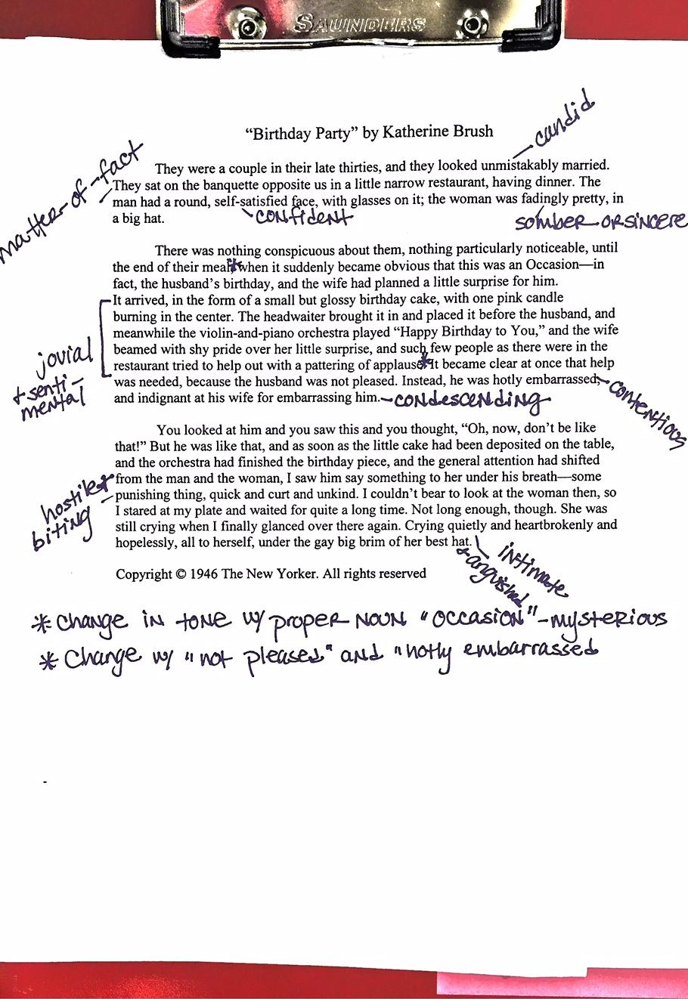 SAUNDERS
candid
"Birthday Party" by Katherine Brush
matter-of-fact
They were a couple in their late thirties, and they looked unmistakably married.
They sat on the banquette opposite us in a little narrow restaurant, having dinner. The
man had a round, self-satisfied face, with glasses on it; the woman was fadingly pretty, in
a big hat.
confident
somber or sincere
There was nothing conspicuous about them, nothing particularly noticeable, until
the end of their meal* when it suddenly became obvious that this was an Occasion—in
fact, the husband's birthday, and the wife had planned a little surprise for him.
It arrived, in the form of a small but glossy birthday cake, with one pink candle
burning in the center. The headwaiter brought it in and placed it before the husband, and
meanwhile the violin-and-piano orchestra played "Happy Birthday to You," and the wife
beamed with shy pride over her little surprise, and such few people as there were in the
restaurant tried to help out with a pattering of applause* It became clear at once that help
was needed, because the husband was not pleased. Instead, he was hotly embarrassed,
and indignant at his wife for embarrassing him.
jovial
+ senti-
mental
condescending
contentious
You looked at him and you saw this and you thought, "Oh, now, don't be like
that!" But he was like that, and as soon as the little cake had been deposited on the table,
and the orchestra had finished the birthday piece, and the general attention had shifted
from the man and the woman, I saw him say something to her under his breath—some
punishing thing, quick and curt and unkind. I couldn't bear to look at the woman then, so
I stared at my plate and waited for quite a long time. Not long enough, though. She was
still crying when I finally glanced over there again. Crying quietly and heartbrokenly and
hopelessly, all to herself, under the gay big brim of her best hat.
hostile +
biting
intimate
+ anguished
Copyright © 1946 The New Yorker. All rights reserved
* Change in tone w/ proper noun "Occasion" - mysterious
* Change w/ "not pleased" and "hotly embarrassed